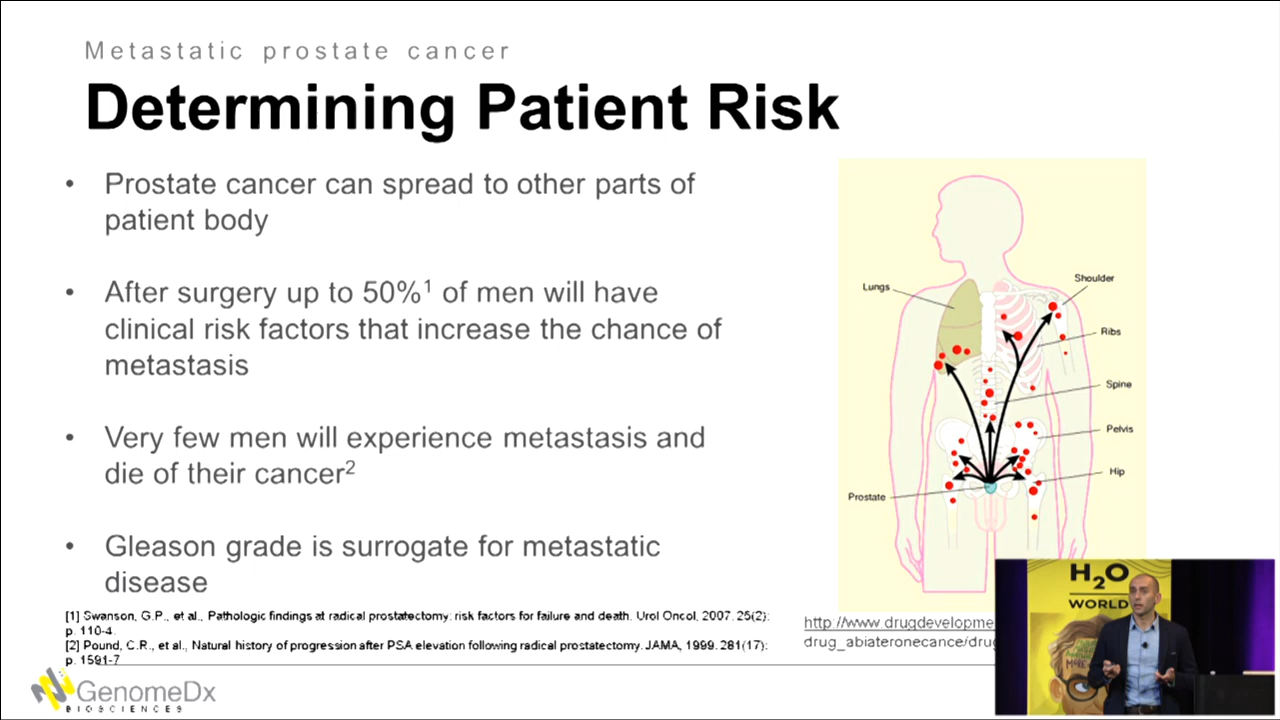 Metastatic prostate cancer
Determining Patient Risk
• Prostate cancer can spread to other parts of
patient body
• After surgery up to 50%¹ of men will have
clinical risk factors that increase the chance of
metastasis
• Very few men will experience metastasis and
die of their cancer²
• Gleason grade is surrogate for metastatic
disease
[1] Swanson, G.P., et al., Pathologic findings at radical prostatectomy: risk factors for failure and death. Urol Oncol, 2007. 25(2):
p. 110-4.
[2] Pound, C.R., et al., Natural history of progression after PSA elevation following radical prostatectomy. JAMA, 1999. 281(17):
p. 1591-7
GenomeDx
BIOSCIENCES
Lungs
Shoulder
Ribs
Spine
Pelvis
Hip
Prostate
http://www.drugdevelopme
drug_abiateronecance/drug
H2O
WORLD
MORE